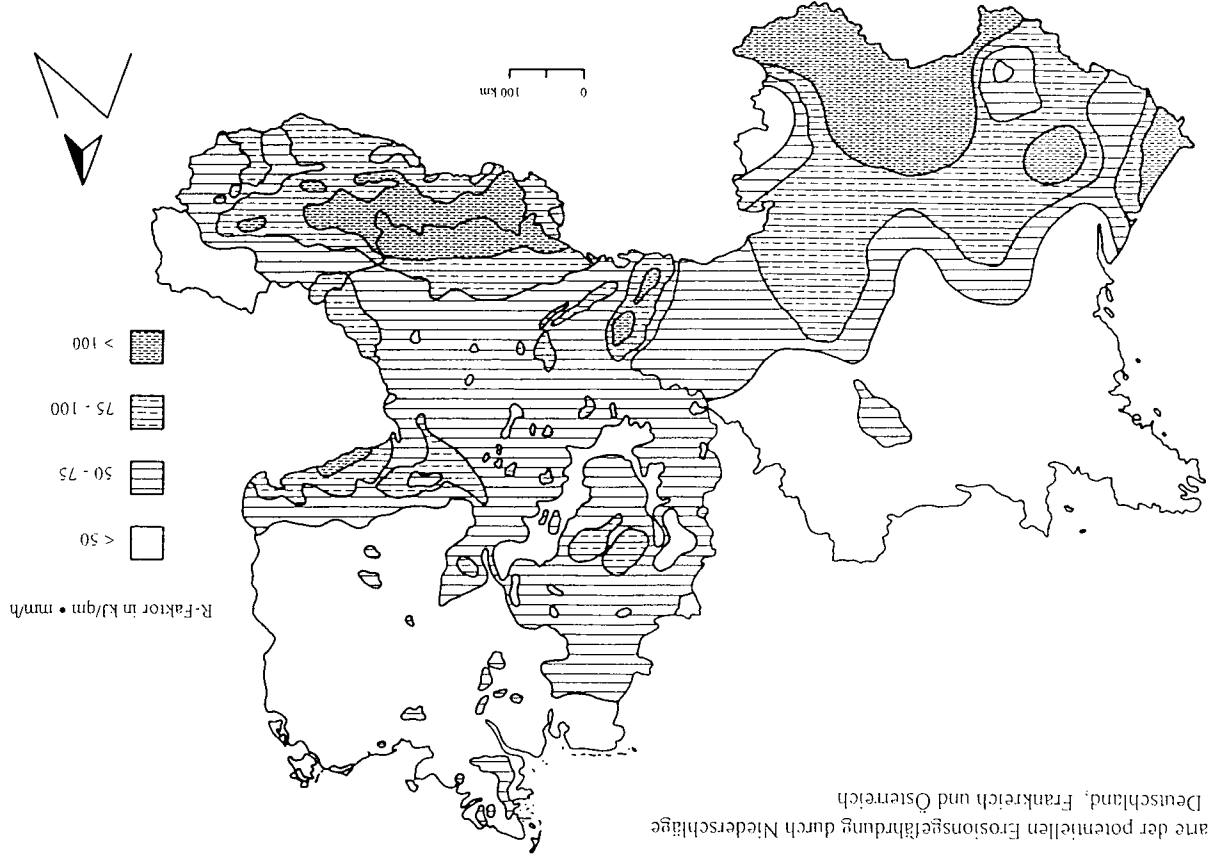 arte der potentiellen Erosionsgefährdung durch Niederschläge
Deutschland, Frankreich und Österreich
R-Faktor in kJ/qm • mm/h
< 50
50 - 75
75 - 100
> 100
0 100 km